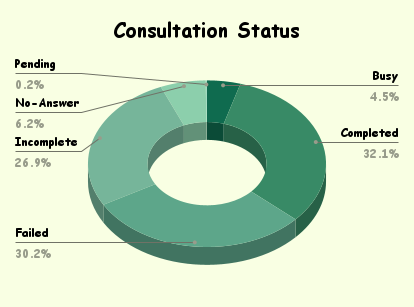 Consultation Status
Pending
0.2%
No-Answer
6.2%
Incomplete
26.9%
Failed
30.2%
Busy
4.5%
Completed
32.1%